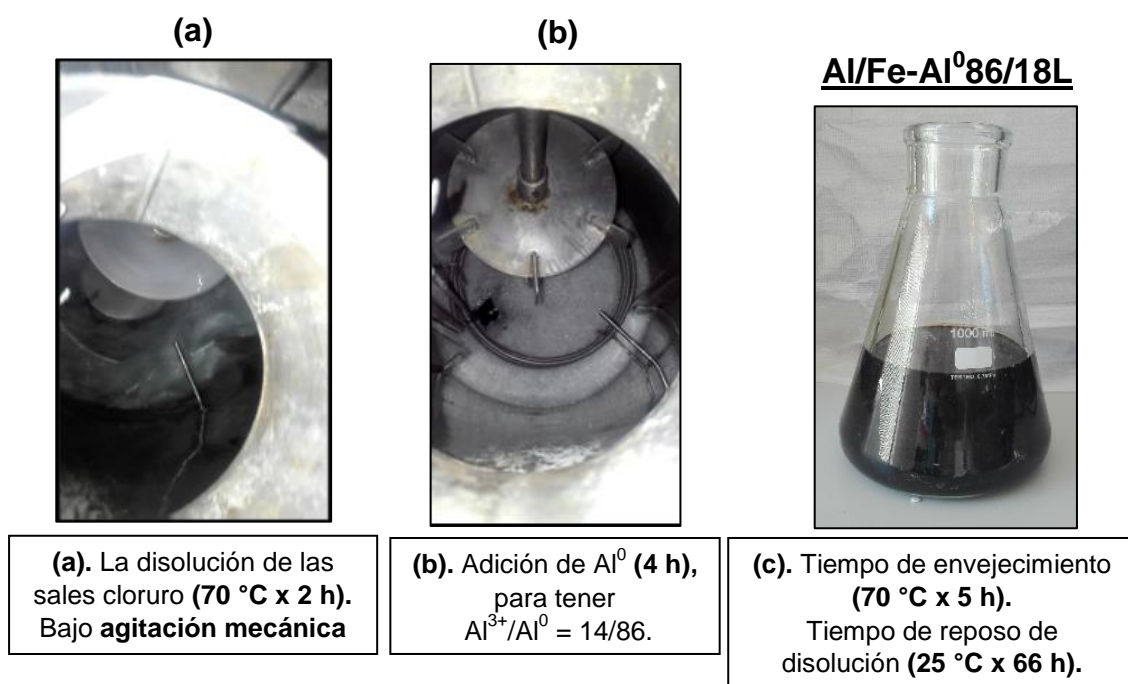 (a)
(b)
Al/Fe-Al⁰86/18L
1000 ml
(a). La disolución de las
sales cloruro (70 °C x 2 h).
Bajo agitación mecánica
(b). Adición de Al⁰ (4 h),
para tener
Al³⁺/Al⁰ = 14/86.
(c). Tiempo de envejecimiento
(70 °C x 5 h).
Tiempo de reposo de
disolución (25 °C x 66 h).